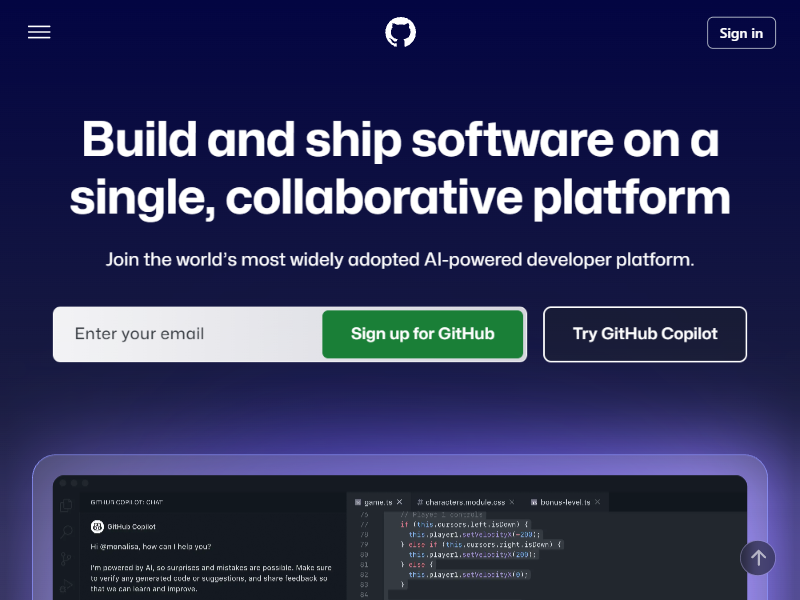 Sign in
Build and ship software on a
single, collaborative platform
Join the world's most widely adopted AI-powered developer platform.
Enter your email
Sign up for GitHub
Try GitHub Copilot
GITHUB COPILOT: CHAT
GitHub Copilot
Hi @monalisa, how can I help you?
I'm powered by AI, so surprises and mistakes are possible. Make sure
to verify any generated code or suggestions, and share feedback so
that we can learn and improve.
game.ts × # characters.module.css × bonus-level.ts ×
76 // Player 1 controls
77 if (this.cursors.left.isDown) {
78 this.player1.setVelocityX(-200);
79 } else if (this.cursors.right.isDown) {
80 this.player1.setVelocityX(200);
81 } else {
82 this.player1.setVelocityX(0);
83 }
84